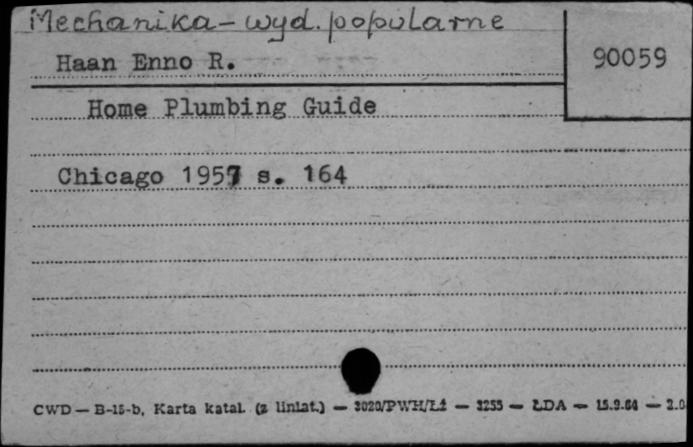 Mechanika - wyd. popularne
Haan Enno R.
90059
Home Plumbing Guide
Chicago 1957 s. 164
CWD — B-15-b, Karta katal. (z liniat.) — 3020/PWH/Łź — 3255 — ŁDA — 15.9.64 — 2.0